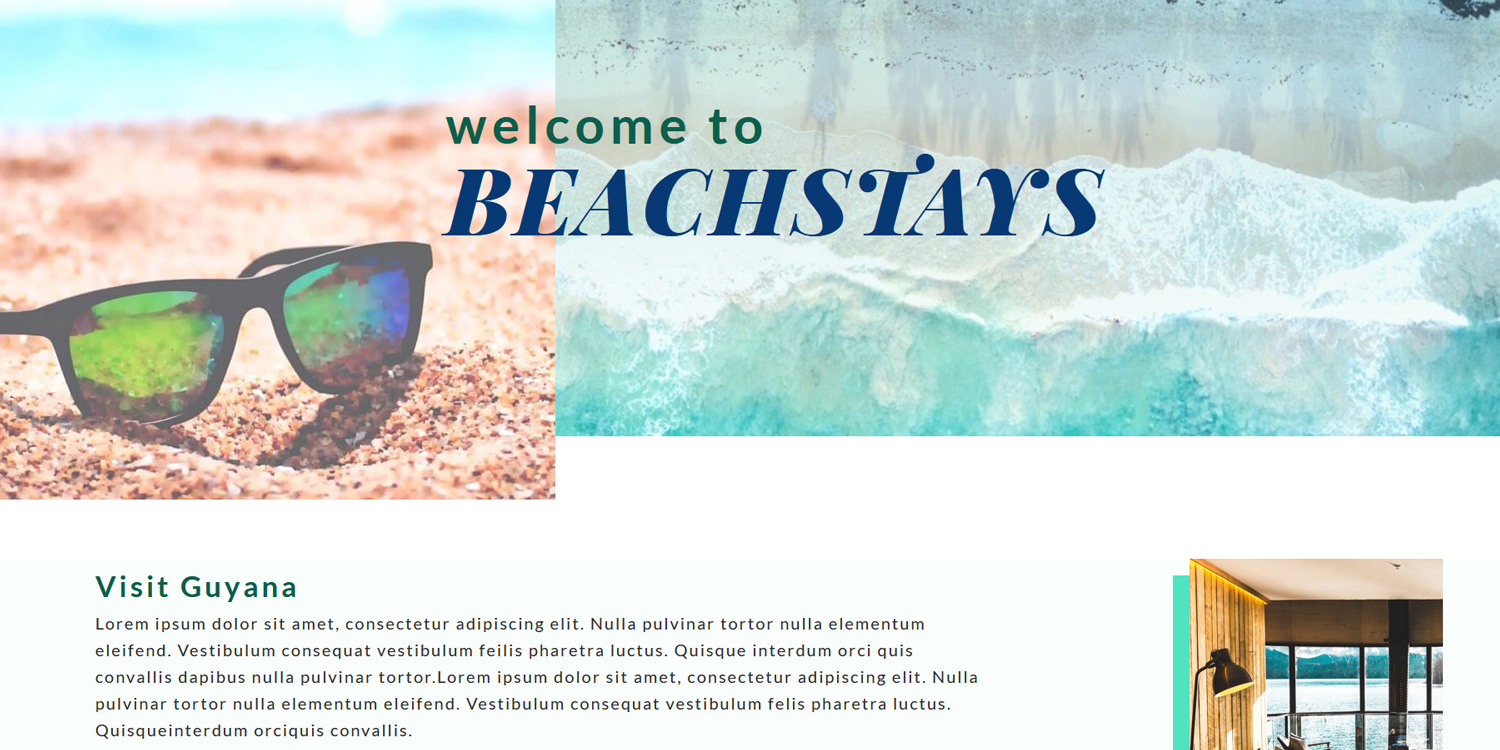 welcome to
BEACHSTAYS
Visit Guyana
Lorem ipsum dolor sit amet, consectetur adipiscing elit. Nulla pulvinar tortor nulla elementum
eleifend. Vestibulum consequat vestibulum feilis pharetra luctus. Quisque interdum orci quis
convallis dapibus nulla pulvinar tortor.Lorem ipsum dolor sit amet, consectetur adipiscing elit. Nulla
pulvinar tortor nulla elementum eleifend. Vestibulum consequat vestibulum felis pharetra luctus.
Quisqueinterdum orciquis convallis.